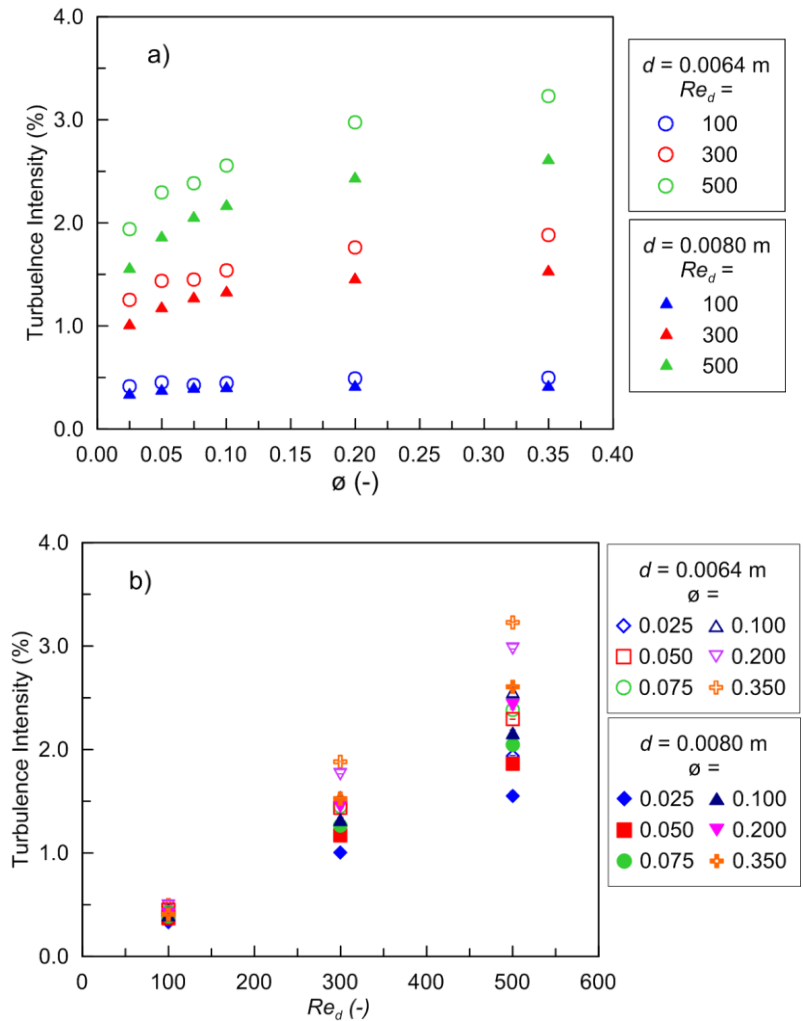 4.0
a)
3.0
2.0
1.0
0.0
Turbuelnce Intensity (%)
0.00 0.05 0.10 0.15 0.20 0.25 0.30 0.35 0.40
ø (-)
d = 0.0064 m
Re_d =
100
300
500
d = 0.0080 m
Re_d =
100
300
500
4.0
b)
3.0
2.0
1.0
0.0
Turbulence Intensity (%)
0 100 200 300 400 500 600
Re_d (-)
d = 0.0064 m
ø =
0.025 0.100
0.050 0.200
0.075 0.350
d = 0.0080 m
ø =
0.025 0.100
0.050 0.200
0.075 0.350